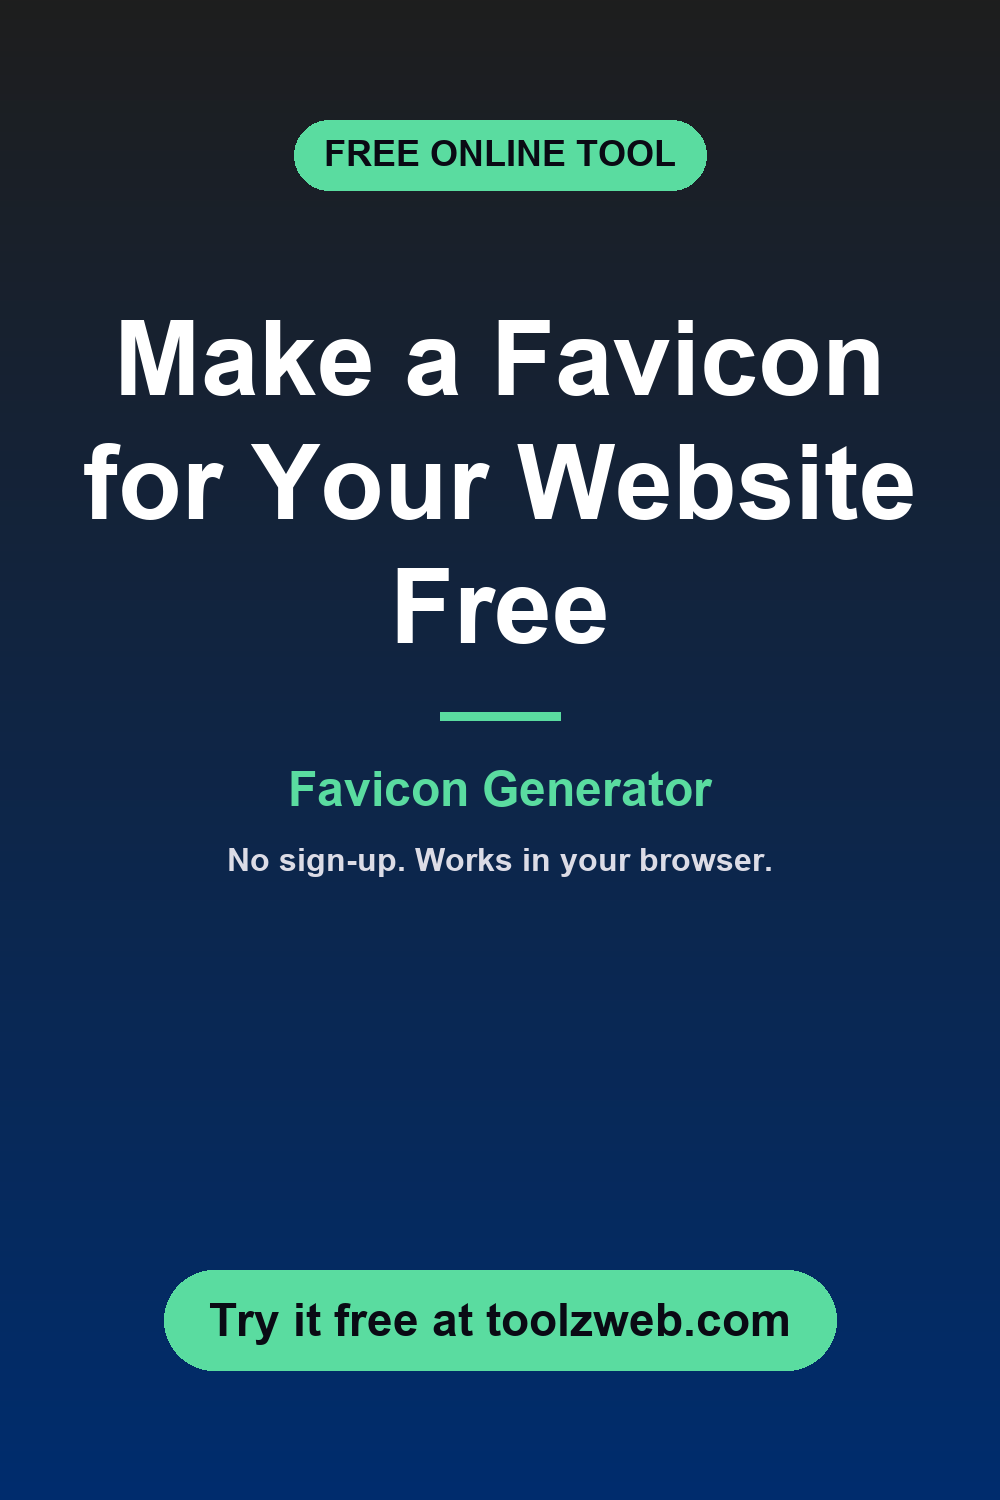 FREE ONLINE TOOL
Make a Favicon
for Your Website
Free
Favicon Generator
No sign-up. Works in your browser.
Try it free at toolzweb.com